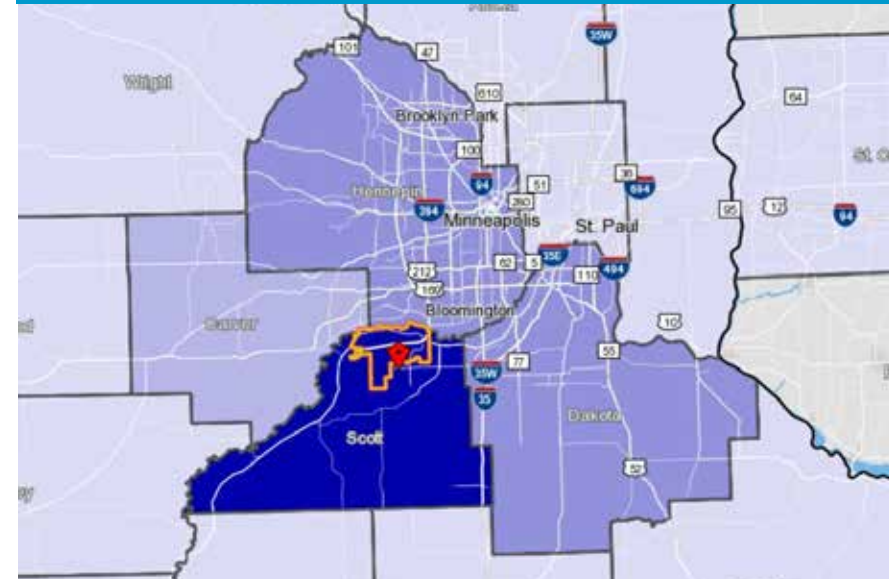 35W
101
47
Wright
64
610
Brooklyn Park
100
St. C
36
94
51
694
Hennepin
280
394
95
12
94
Minneapolis
St. Paul
35E
62
5
212
110
494
169
Bloomington
10
Carver
55
77
35W
35
Dakota
Scott
52